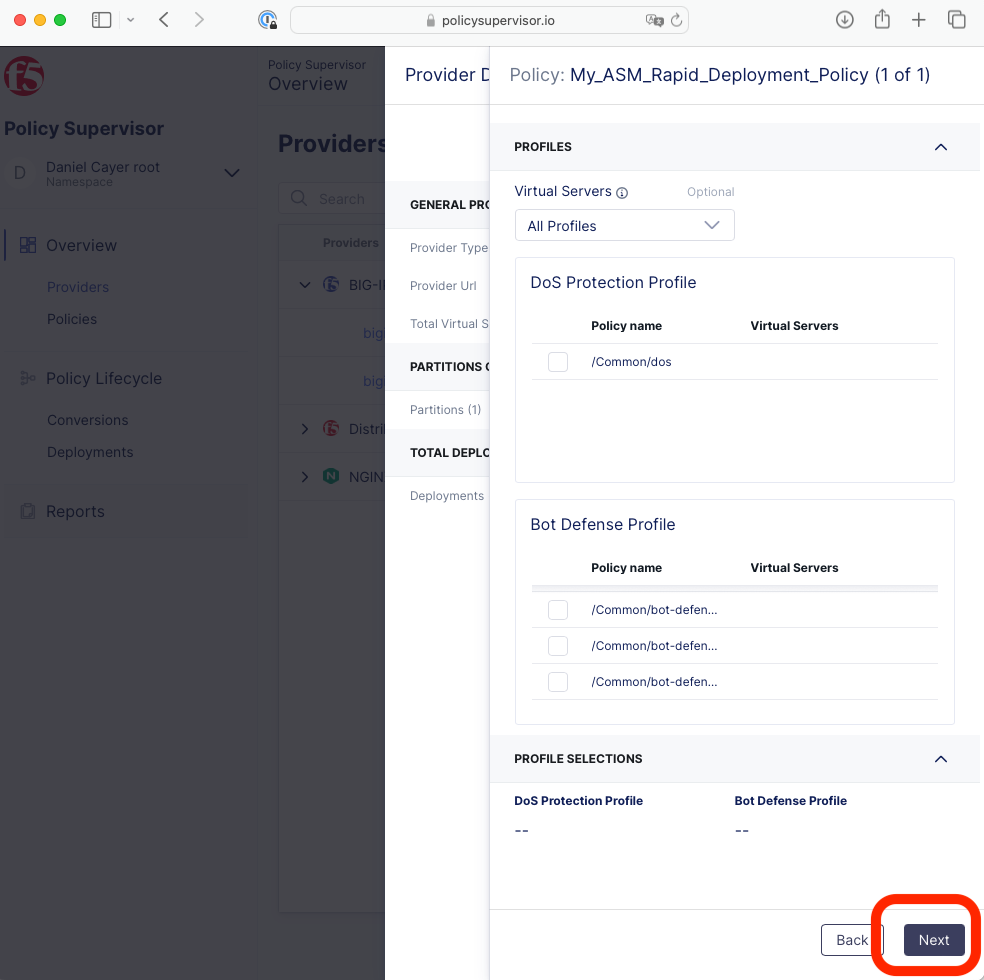 policysupervisor.io
f5
Policy Supervisor
Overview
Policy Supervisor
D
Daniel Cayer root
Namespace
Overview
Providers
Policies
Policy Lifecycle
Conversions
Deployments
Reports
Providers
Search
Providers
BIG-I
big
big
Distri
NGIN
Provider D
GENERAL PRO
Provider Type
Provider Url
Total Virtual S
PARTITIONS
Partitions (1)
TOTAL DEPLO
Deployments
Policy: My_ASM_Rapid_Deployment_Policy (1 of 1)
PROFILES
Virtual Servers
Optional
All Profiles
DoS Protection Profile
Policy name Virtual Servers
/Common/dos
Bot Defense Profile
Policy name Virtual Servers
/Common/bot-defen...
/Common/bot-defen...
/Common/bot-defen...
PROFILE SELECTIONS
DoS Protection Profile Bot Defense Profile
-- --
Back Next